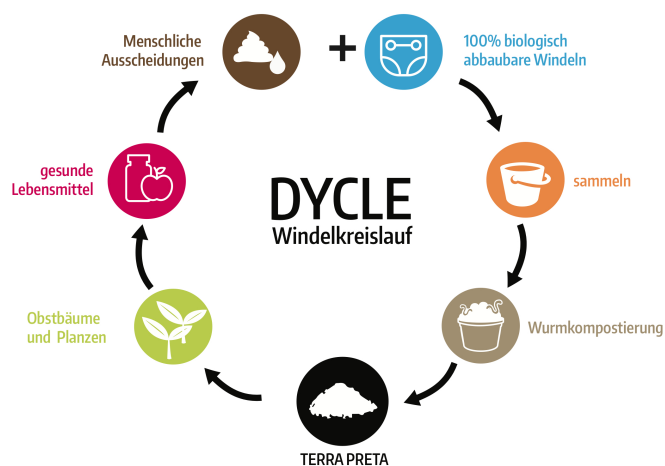 Menschliche
Ausscheidungen
+
100% biologisch
abbaubare Windeln
sammeln
Wurmkompostierung
TERRA PRETA
Obstbäume
und Planzen
gesunde
Lebensmittel
DYCLE
Windelkreislauf